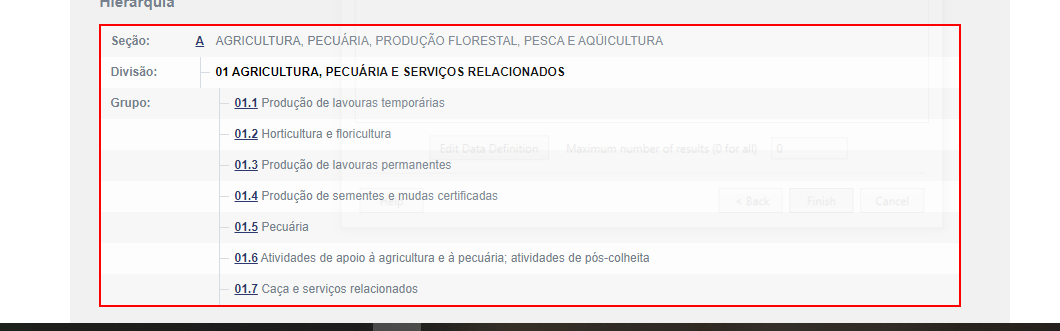 Hierarquia
Seção: A AGRICULTURA, PECUÁRIA, PRODUÇÃO FLORESTAL, PESCA E AQÜICULTURA
Divisão: 01 AGRICULTURA, PECUÁRIA E SERVIÇOS RELACIONADOS
Grupo: 01.1 Produção de lavouras temporárias
01.2 Horticultura e floricultura
Edit Data Definition Maximum number of results (0 for all) 0
01.3 Produção de lavouras permanentes
01.4 Produção de sementes e mudas certificadas
Help < Back Finish Cancel
01.5 Pecuária
01.6 Atividades de apoio à agricultura e à pecuária; atividades de pós-colheita
01.7 Caça e serviços relacionados